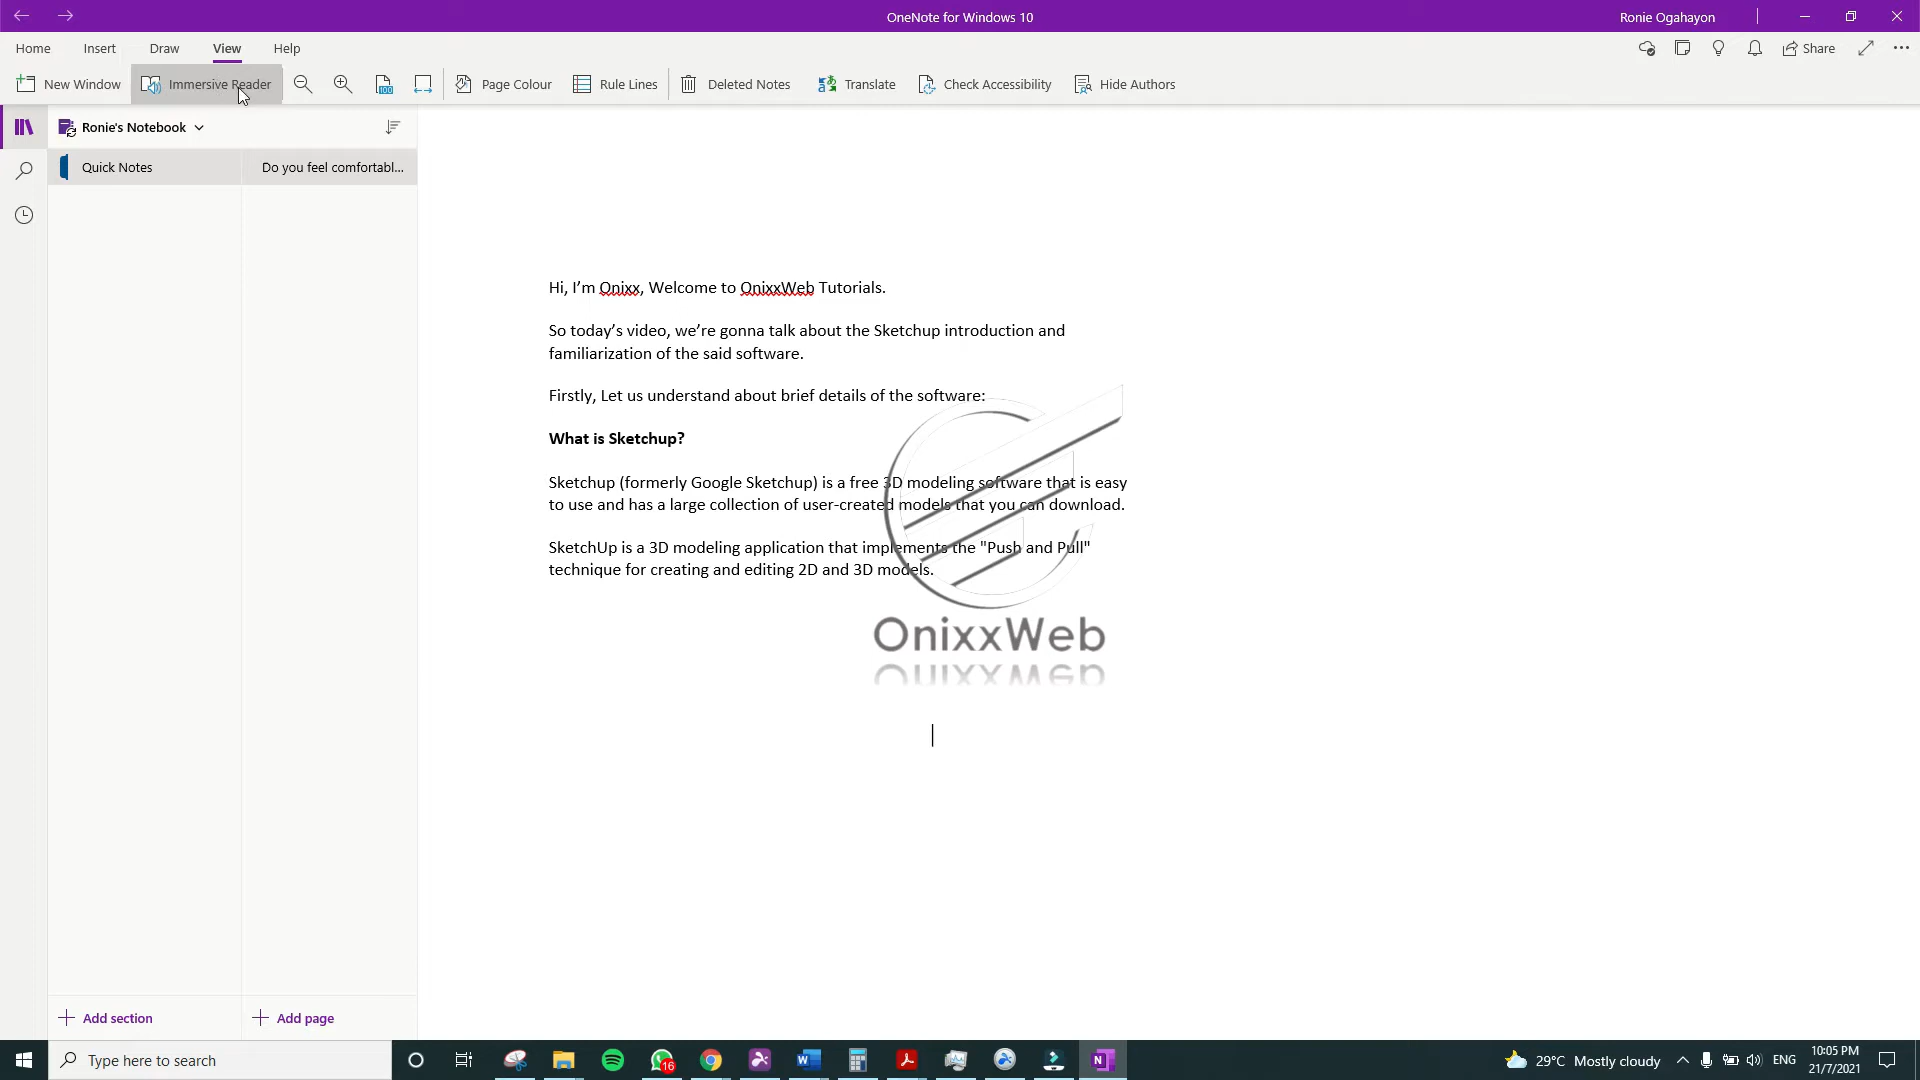 OneNote for Windows 10
Ronie Ogahayon
Home Insert Draw View Help
Share
New Window Immersive Reader 100 Page Colour Rule Lines Deleted Notes Translate Check Accessibility Hide Authors
Ronie's Notebook
Quick Notes
Do you feel comfortabl...
Hi, I’m Onixx, Welcome to OnixxWeb Tutorials.
So today’s video, we’re gonna talk about the Sketchup introduction and
familiarization of the said software.
Firstly, Let us understand about brief details of the software:
What is Sketchup?
Sketchup (formerly Google Sketchup) is a free 3D modeling software that is easy
to use and has a large collection of user-created models that you can download.
SketchUp is a 3D modeling application that implements the "Push and Pull"
technique for creating and editing 2D and 3D models.
OnixxWeb
Add section
Add page
Type here to search
16
29°C Mostly cloudy
ENG
10:05 PM
21/7/2021